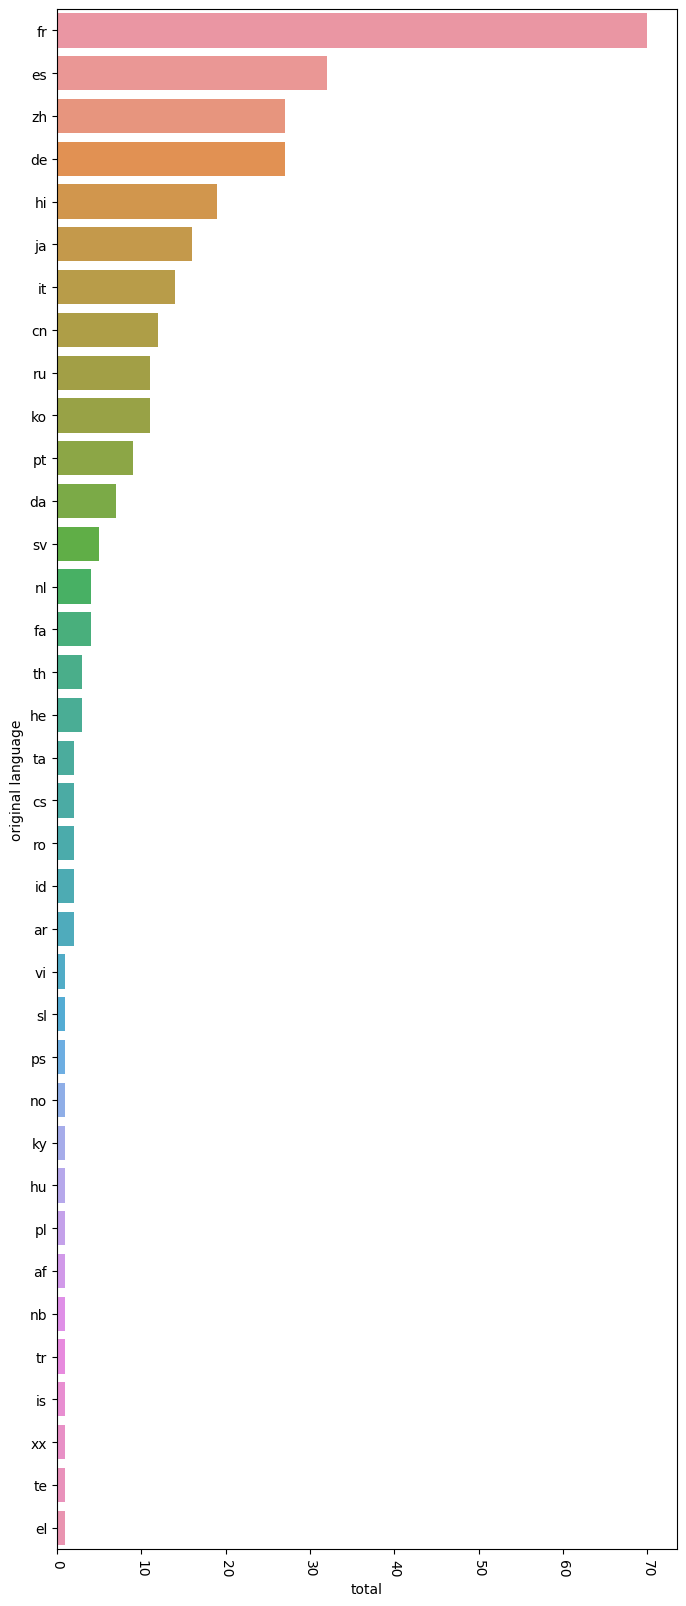 fr
es
zh
de
hi
ja
it
cn
ru
ko
pt
da
sv
nl
fa
th
he
ta
cs
ro
id
ar
vi
sl
ps
no
ky
hu
pl
af
nb
tr
is
xx
te
el
original language
0 10 20 30 40 50 60 70
total